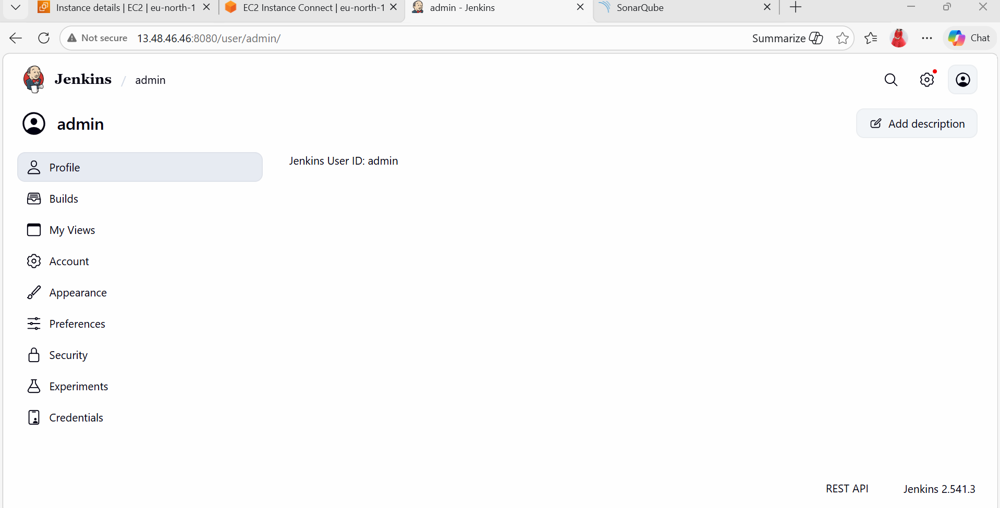 Instance details | EC2 | eu-north-1
EC2 Instance Connect | eu-north-1
admin - Jenkins
SonarQube
Not secure 13.48.46.46:8080/user/admin/
Summarize
Chat
Jenkins / admin
admin
Add description
Profile
Jenkins User ID: admin
Builds
My Views
Account
Appearance
Preferences
Security
Experiments
Credentials
REST API
Jenkins 2.541.3